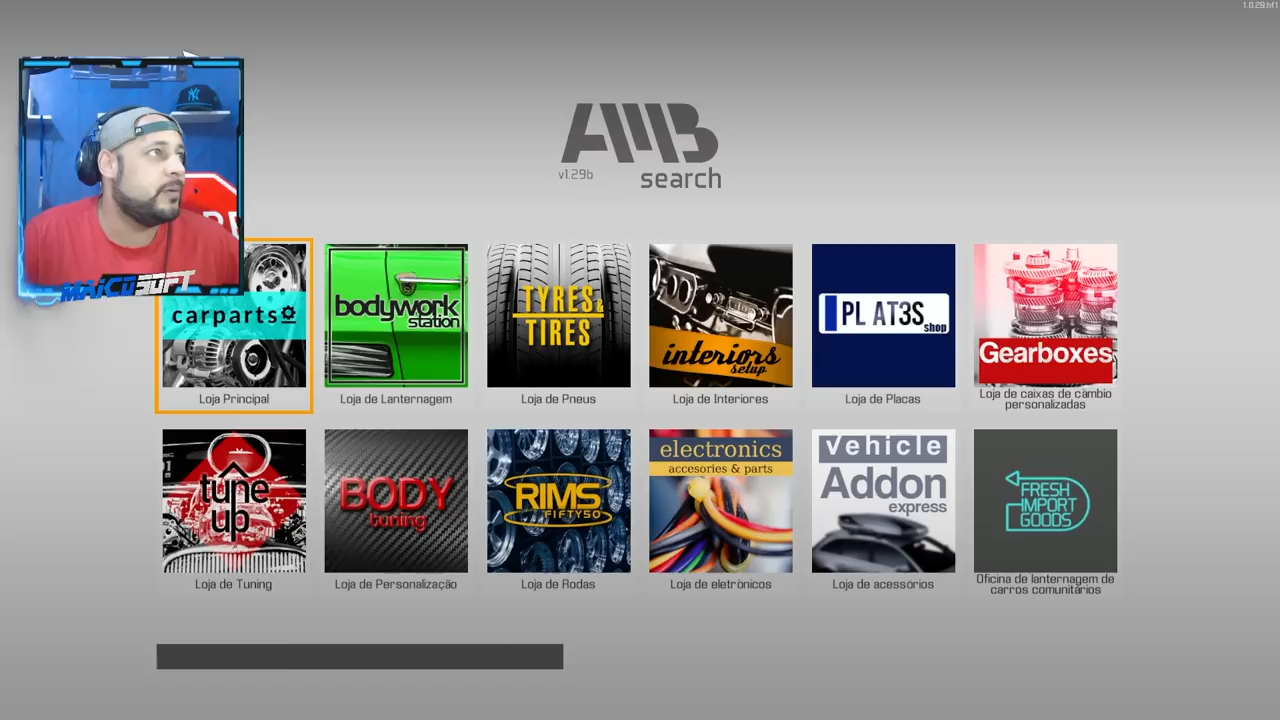 1.0.29.hf1
AMB
v1.29b
search
MAICOSOFT
carparts
Loja Principal
bodywork
station
Loja de Lanternagem
TYRES&
TIRES
Loja de Pneus
interiors
setup
Loja de Interiores
PL AT3S
shop
Loja de Placas
Gearboxes
Loja de caixas de câmbio
personalizadas
tune
up
Loja de Tuning
BODY
tuning
Loja de Personalização
RIMS
FIFTY50
Loja de Rodas
electronics
accesories & parts
Loja de eletrônicos
vehicle
Addon
express
Loja de acessórios
FRESH
IMPORT
GOODS
Oficina de lanternagem de
carros comunitários